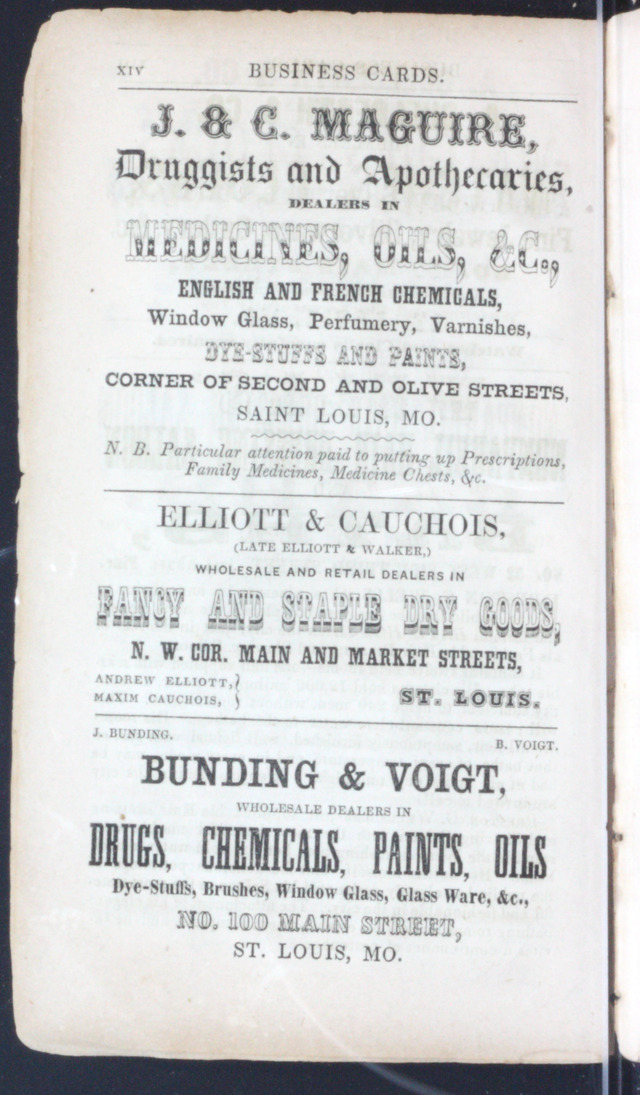 XIV BUSINESS CARDS.
J. & C. MAGUIRE,
Druggists and Apothecaries,
DEALERS IN
MEDICINES, OILS, &C.,
ENGLISH AND FRENCH CHEMICALS,
Window Glass, Perfumery, Varnishes,
DYE-STUFFS AND PAINTS,
CORNER OF SECOND AND OLIVE STREETS,
SAINT LOUIS, MO.
N. B. Particular attention paid to putting up Prescriptions,
Family Medicines, Medicine Chests, &c.
ELLIOTT & CAUCHOIS,
(LATE ELLIOTT & WALKER,)
WHOLESALE AND RETAIL DEALERS IN
FANCY AND STAPLE DRY GOODS,
N. W. COR. MAIN AND MARKET STREETS,
ANDREW ELLIOTT, }
MAXIM CAUCHOIS, } ST. LOUIS.
J. BUNDING. B. VOIGT.
BUNDING & VOIGT,
WHOLESALE DEALERS IN
DRUGS, CHEMICALS, PAINTS, OILS
Dye-Stuffs, Brushes, Window Glass, Glass Ware, &c.,
NO. 100 MAIN STREET,
ST. LOUIS, MO.